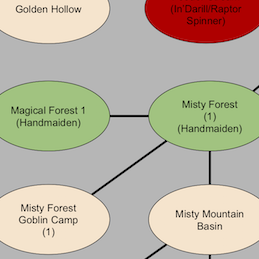 Golden Hollow
(In Danll/Raptor
Spinner)
Magical Forest 1
(Handmaiden)
Misty Forest
(1)
(Handmaiden)
Misty Forest
Goblin Camp
(1)
Misty Mountain
Basin